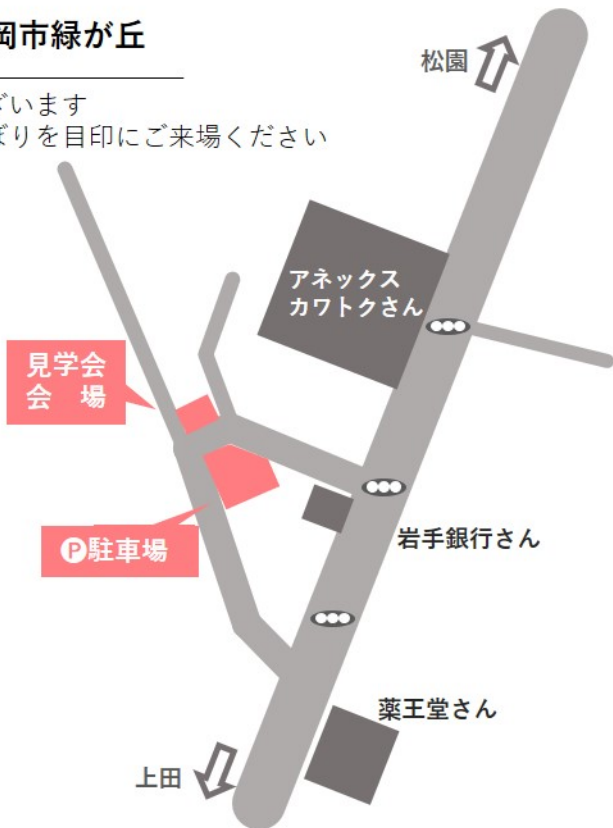 岡市緑が丘
ざいます
ぼりを目印にご来場ください
松園
アネックス
カワトクさん
見学会
会　場
岩手銀行さん
P駐車場
薬王堂さん
上田